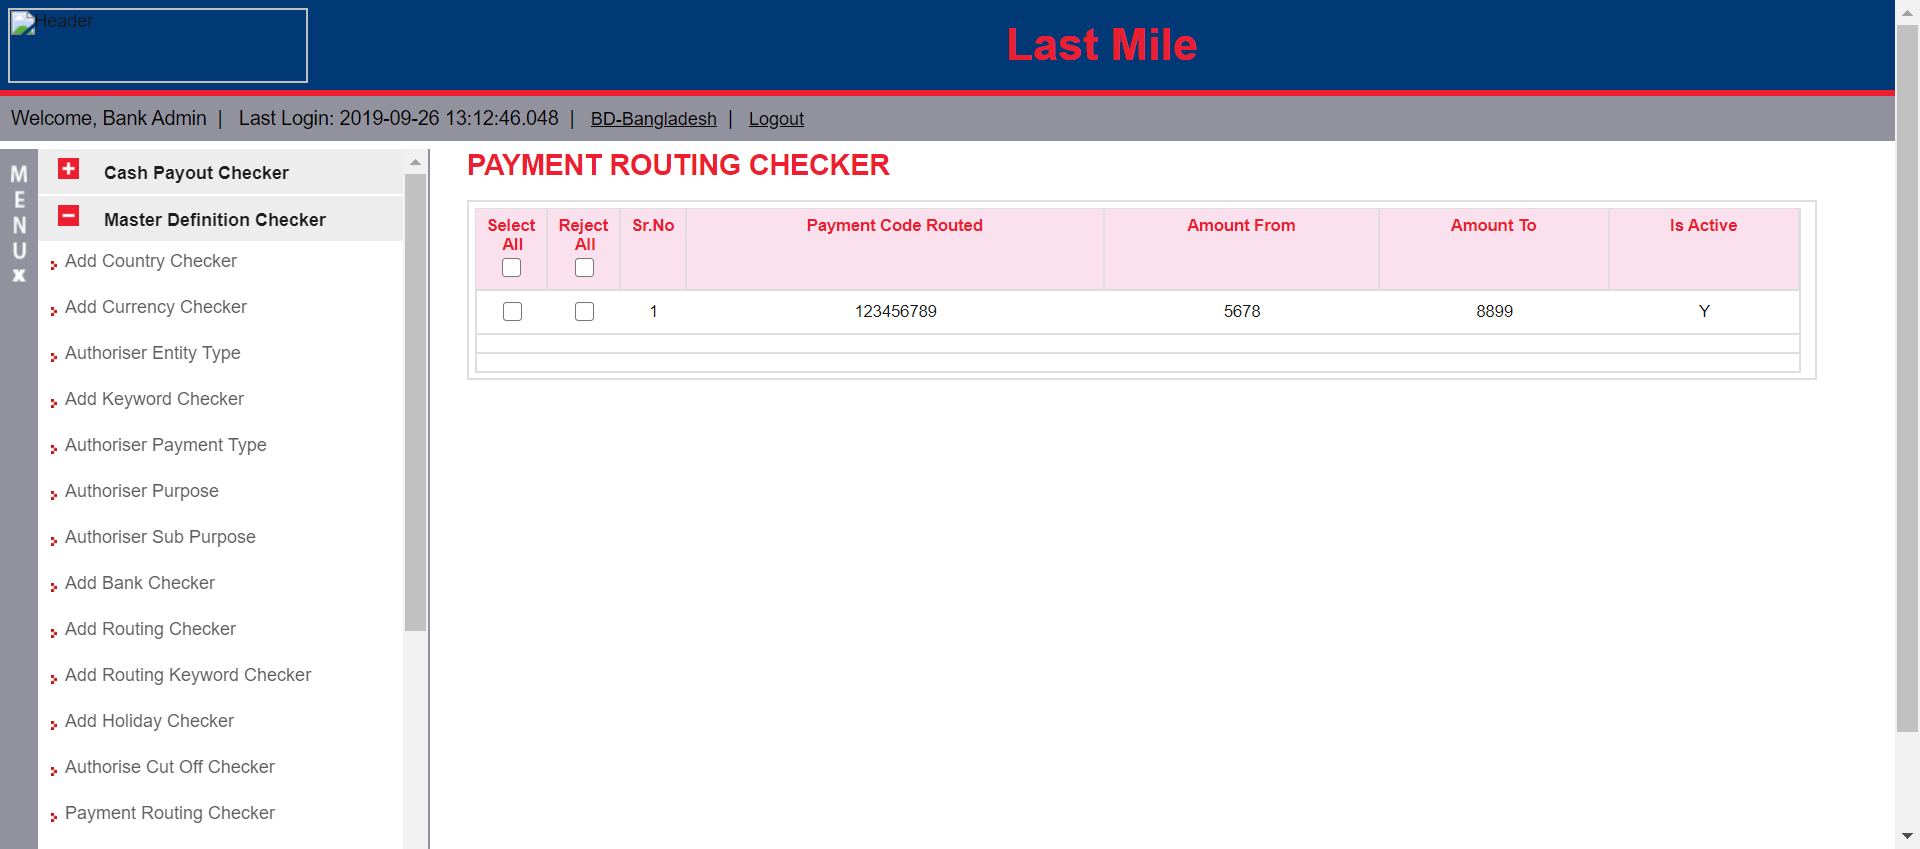 Header
Last Mile
Welcome, Bank Admin | Last Login: 2019-09-26 13:12:46.048 | BD-Bangladesh | Logout
MENU
x
Cash Payout Checker
Master Definition Checker
Add Country Checker
Add Currency Checker
Authoriser Entity Type
Add Keyword Checker
Authoriser Payment Type
Authoriser Purpose
Authoriser Sub Purpose
Add Bank Checker
Add Routing Checker
Add Routing Keyword Checker
Add Holiday Checker
Authorise Cut Off Checker
Payment Routing Checker
PAYMENT ROUTING CHECKER
Select All Reject All Sr.No Payment Code Routed Amount From Amount To Is Active
1 123456789 5678 8899 Y